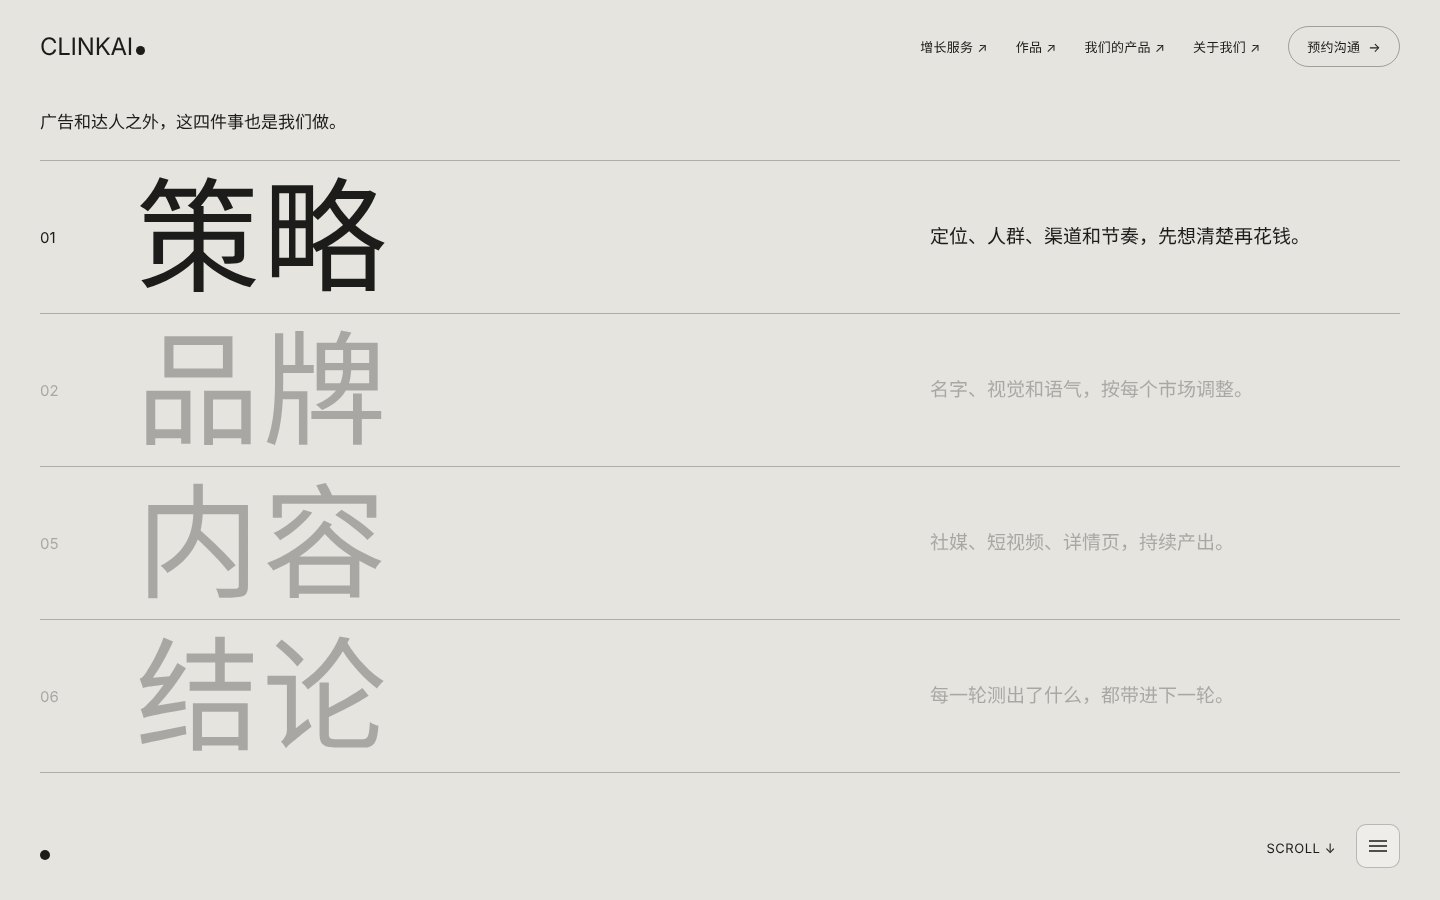 CLINKAI
增长服务 ↗ 作品 ↗ 我们的产品 ↗ 关于我们 ↗ 预约沟通 →
广告和达人之外，这四件事也是我们做。
01 策略 定位、人群、渠道和节奏，先想清楚再花钱。
02 品牌 名字、视觉和语气，按每个市场调整。
05 内容 社媒、短视频、详情页，持续产出。
06 结论 每一轮测出了什么，都带进下一轮。
SCROLL ↓